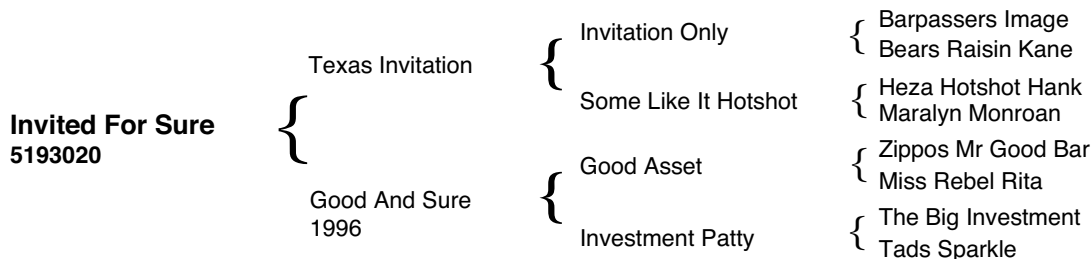 Invited For Sure
5193020
Texas Invitation
Good And Sure
1996
Invitation Only
Some Like It Hotshot
Good Asset
Investment Patty
Barpassers Image
Bears Raisin Kane
Heza Hotshot Hank
Maralyn Monroan
Zippos Mr Good Bar
Miss Rebel Rita
The Big Investment
Tads Sparkle